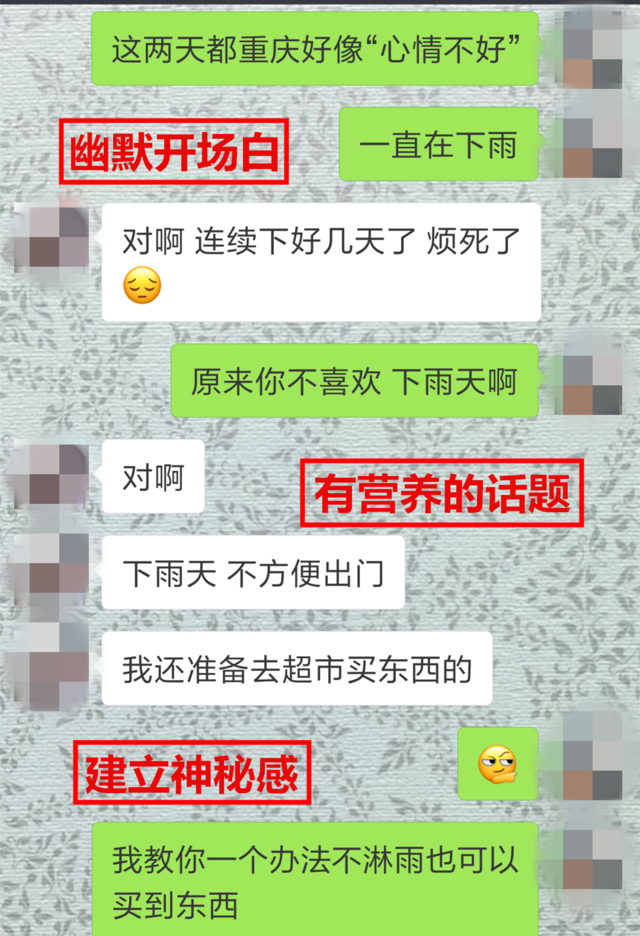 这两天都重庆好像“心情不好”
幽默开场白
一直在下雨
对啊 连续下好几天了 烦死了
原来你不喜欢 下雨天啊
对啊
有营养的话题
下雨天 不方便出门
我还准备去超市买东西的
建立神秘感
我教你一个办法不淋雨也可以
买到东西